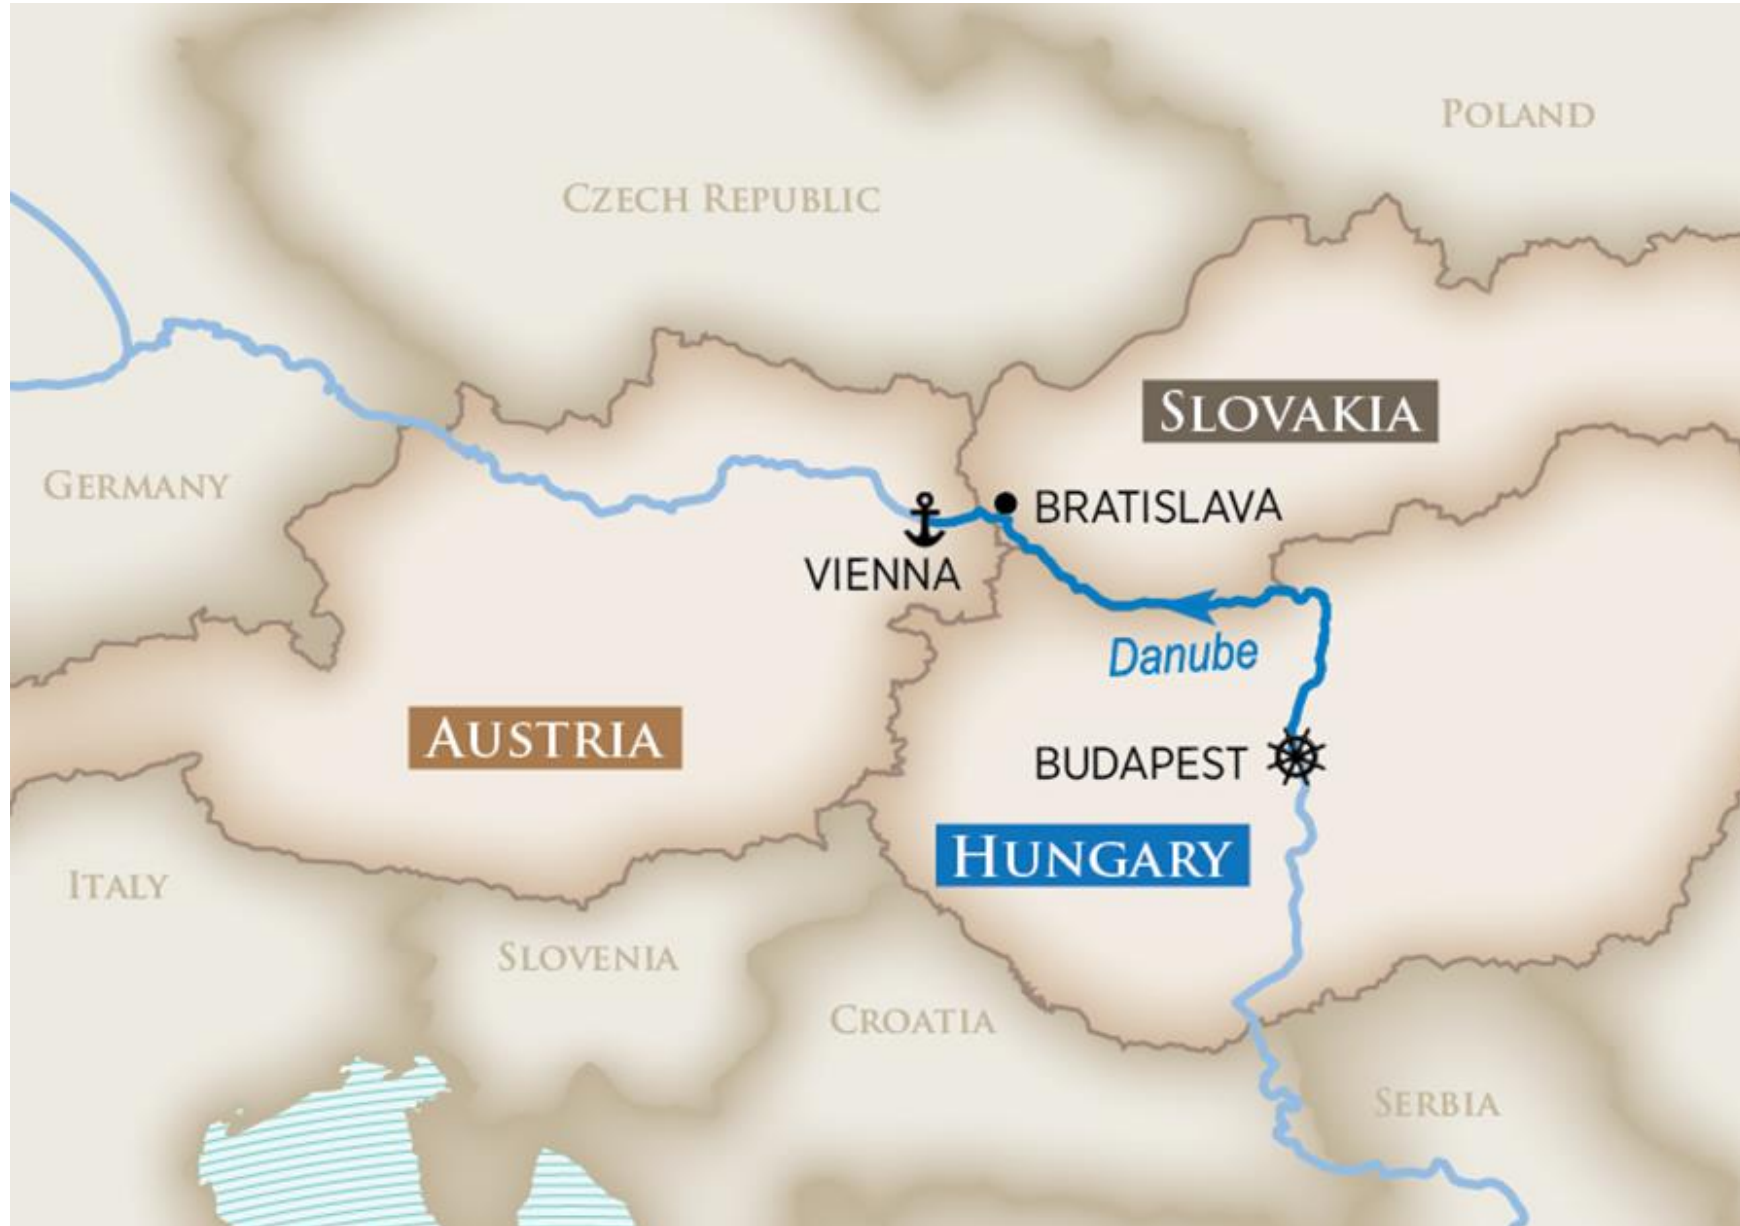 POLAND
CZECH REPUBLIC
SLOVAKIA
GERMANY
BRATISLAVA
VIENNA
Danube
AUSTRIA
BUDAPEST
HUNGARY
ITALY
SLOVENIA
CROATIA
SERBIA